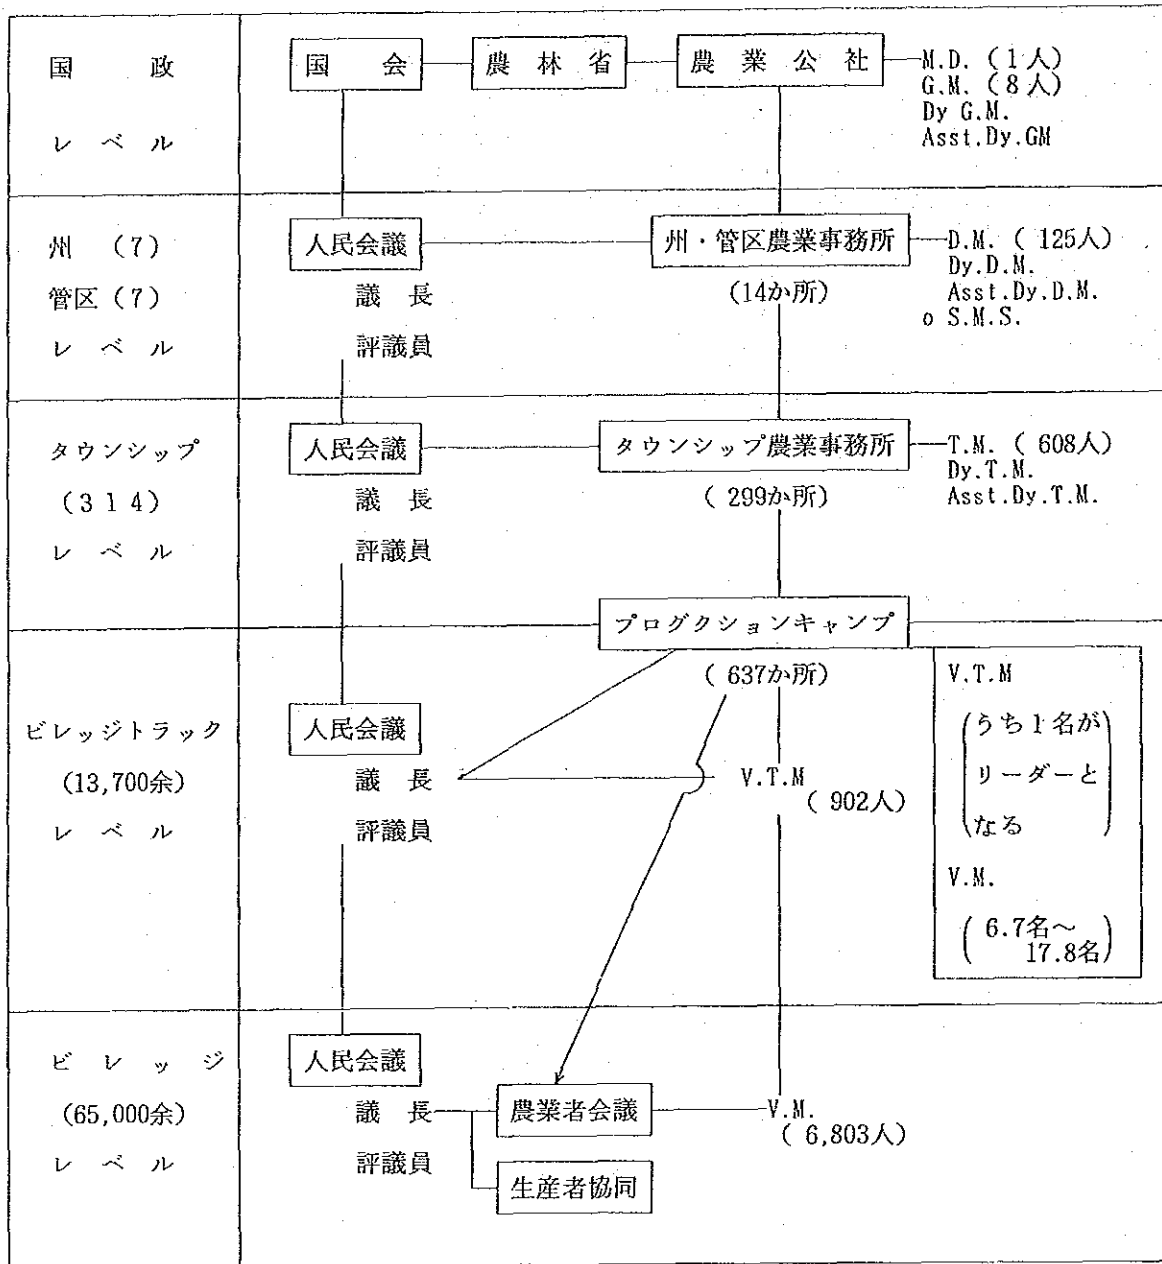 国 政
レ ベ ル
国 会
農 林 省
農 業 公 社
M.D. (1人)
G.M. (8人)
Dy G.M.
Asst.Dy.GM
州 (7)
管区 (7)
レ ベ ル
人民会議
議 長
評議員
州・管区農業事務所
(14か所)
D.M. ( 125人)
Dy.D.M.
Asst.Dy.D.M.
o S.M.S.
タウンシップ
(314)
レ ベ ル
人民会議
議 長
評議員
タウンシップ農業事務所
( 299か所)
T.M. ( 608人)
Dy.T.M.
Asst.Dy.T.M.
プログクションキャンプ
( 637か所)
ビレッジトラック
(13,700余)
レ ベ ル
人民会議
議 長
評議員
V.T.M
( 902人)
V.T.M
(うち1名が
リーダーと
なる)
V.M.
( 6.7名〜
17.8名)
ビ レ ッ ジ
(65,000余)
レ ベ ル
人民会議
議 長
評議員
農業者会議
生産者協同
V.M.
( 6,803人)